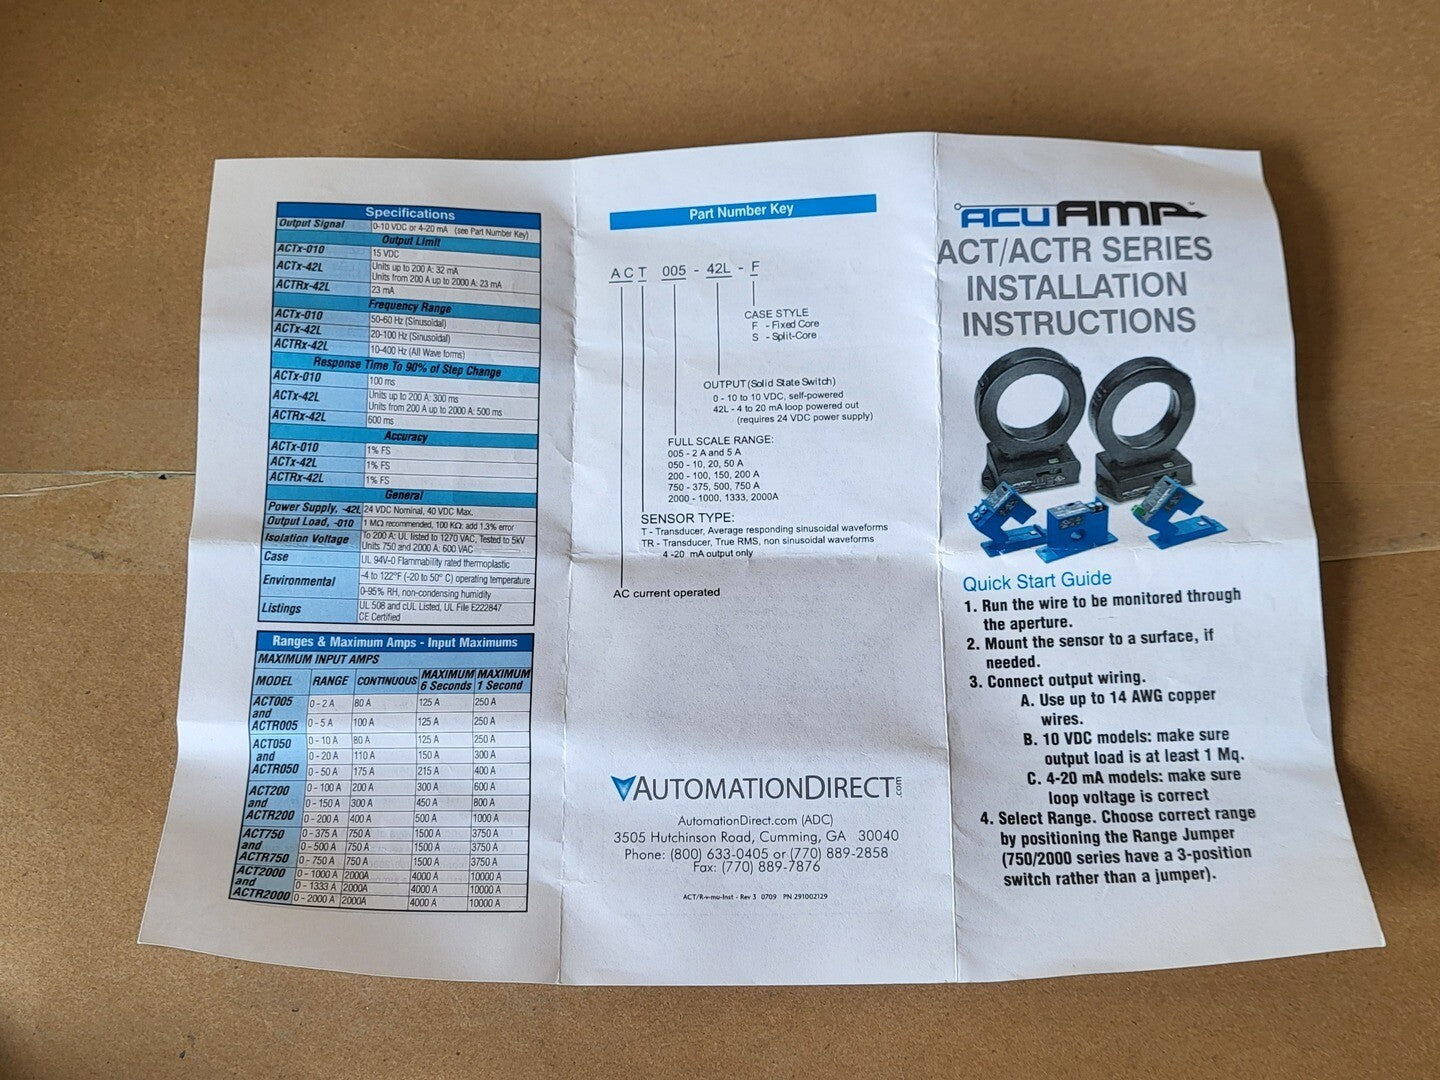 Specifications
Output Signal 0-10 VDC or 4-20 mA (see Part Number Key)
Output Limit
ACTx-010 15 VDC
ACTx-42L Units up to 200 A: 32 mA
Units from 200 A up to 2000 A: 23 mA
ACTRx-42L 23 mA
Frequency Range
ACTx-010 50-60 Hz (Sinusoidal)
ACTx-42L 20-100 Hz (Sinusoidal)
ACTRx-42L 10-400 Hz (All Wave forms)
Response Time To 90% of Step Change
ACTx-010 100 ms
ACTx-42L Units up to 200 A: 300 ms
Units from 200 A up to 2000 A: 500 ms
ACTRx-42L 600 ms
Accuracy
ACTx-010 1% FS
ACTx-42L 1% FS
ACTRx-42L 1% FS
General
Power Supply, -42L 24 VDC Nominal, 40 VDC Max.
Output Load, -010 1 MΩ recommended, 100 KΩ: add 1.3% error
Isolation Voltage To 200 A: UL listed to 1270 VAC, Tested to 5kV
Units 750 and 2000 A: 600 VAC
Case UL 94V-0 Flammability rated thermoplastic
Environmental -4 to 122°F (-20 to 50° C) operating temperature
0-95% RH, non-condensing humidity
Listings UL 508 and cUL Listed, UL File E222847
CE Certified
Ranges & Maximum Amps - Input Maximums
MAXIMUM INPUT AMPS
MODEL RANGE CONTINUOUS MAXIMUM 6 Seconds MAXIMUM 1 Second
ACT005 and ACTR005 0 - 2 A 80 A 125 A 250 A
0 - 5 A 100 A 125 A 250 A
ACT050 and ACTR050 0 - 10 A 80 A 125 A 250 A
0 - 20 A 110 A 150 A 300 A
0 - 50 A 175 A 215 A 400 A
ACT200 and ACTR200 0 - 100 A 200 A 300 A 600 A
0 - 150 A 300 A 450 A 800 A
0 - 200 A 400 A 500 A 1000 A
ACT750 and ACTR750 0 - 375 A 750 A 1500 A 3750 A
0 - 500 A 750 A 1500 A 3750 A
0 - 750 A 750 A 1500 A 3750 A
ACT2000 and ACTR2000 0 - 1000 A 2000A 4000 A 10000 A
0 - 1333 A 2000A 4000 A 10000 A
0 - 2000 A 2000A 4000 A 10000 A
Part Number Key
A C T 005 - 42L - F
CASE STYLE
F - Fixed Core
S - Split-Core
OUTPUT (Solid State Switch)
0 - 10 to 10 VDC, self-powered
42L - 4 to 20 mA loop powered out
(requires 24 VDC power supply)
FULL SCALE RANGE:
005 - 2 A and 5 A
050 - 10, 20, 50 A
200 - 100, 150, 200 A
750 - 375, 500, 750 A
2000 - 1000, 1333, 2000A
SENSOR TYPE:
T - Transducer, Average responding sinusoidal waveforms
TR - Transducer, True RMS, non sinusoidal waveforms
4 -20 mA output only
AC current operated
AUTOMATIONDIRECT.com
AutomationDirect.com (ADC)
3505 Hutchinson Road, Cumming, GA 30040
Phone: (800) 633-0405 or (770) 889-2858
Fax: (770) 889-7876
ACT/R-v-mu-Inst - Rev 3 0709 PN 291002129
ACUAMP
ACT/ACTR SERIES
INSTALLATION
INSTRUCTIONS
Quick Start Guide
1. Run the wire to be monitored through
the aperture.
2. Mount the sensor to a surface, if
needed.
3. Connect output wiring.
A. Use up to 14 AWG copper
wires.
B. 10 VDC models: make sure
output load is at least 1 Mq.
C. 4-20 mA models: make sure
loop voltage is correct
4. Select Range. Choose correct range
by positioning the Range Jumper
(750/2000 series have a 3-position
switch rather than a jumper).